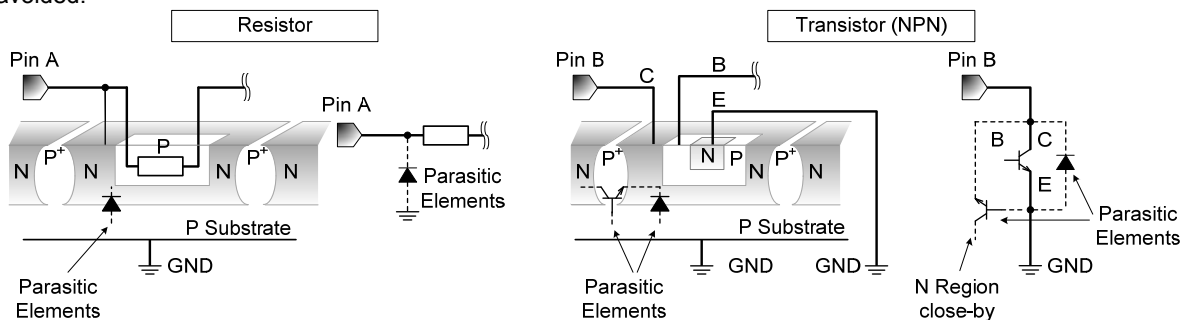 avoided.
Resistor
Transistor (NPN)
Pin A
Pin A
N
P+
N
P
N
P+
N
Parasitic
Elements
P Substrate
GND
Parasitic
Elements
Pin B
C
B
E
N
P+
N
N
P
N
P+
N
P Substrate
GND
GND
Parasitic
Elements
Pin B
B
C
E
Parasitic
Elements
GND
N Region
close-by